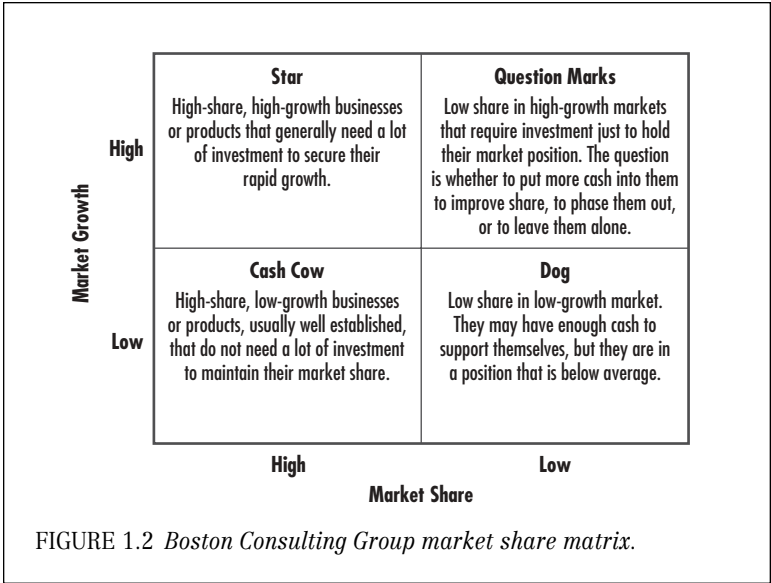 Star
High-share, high-growth businesses
or products that generally need a lot
of investment to secure their
rapid growth.
Question Marks
Low share in high-growth markets
that require investment just to hold
their market position. The question
is whether to put more cash into them
to improve share, to phase them out,
or to leave them alone.
High
Market Growth
Cash Cow
High-share, low-growth businesses
or products, usually well established,
that do not need a lot of investment
to maintain their market share.
Dog
Low share in low-growth market.
They may have enough cash to
support themselves, but they are in
a position that is below average.
Low
High
Low
Market Share
FIGURE 1.2 Boston Consulting Group market share matrix.